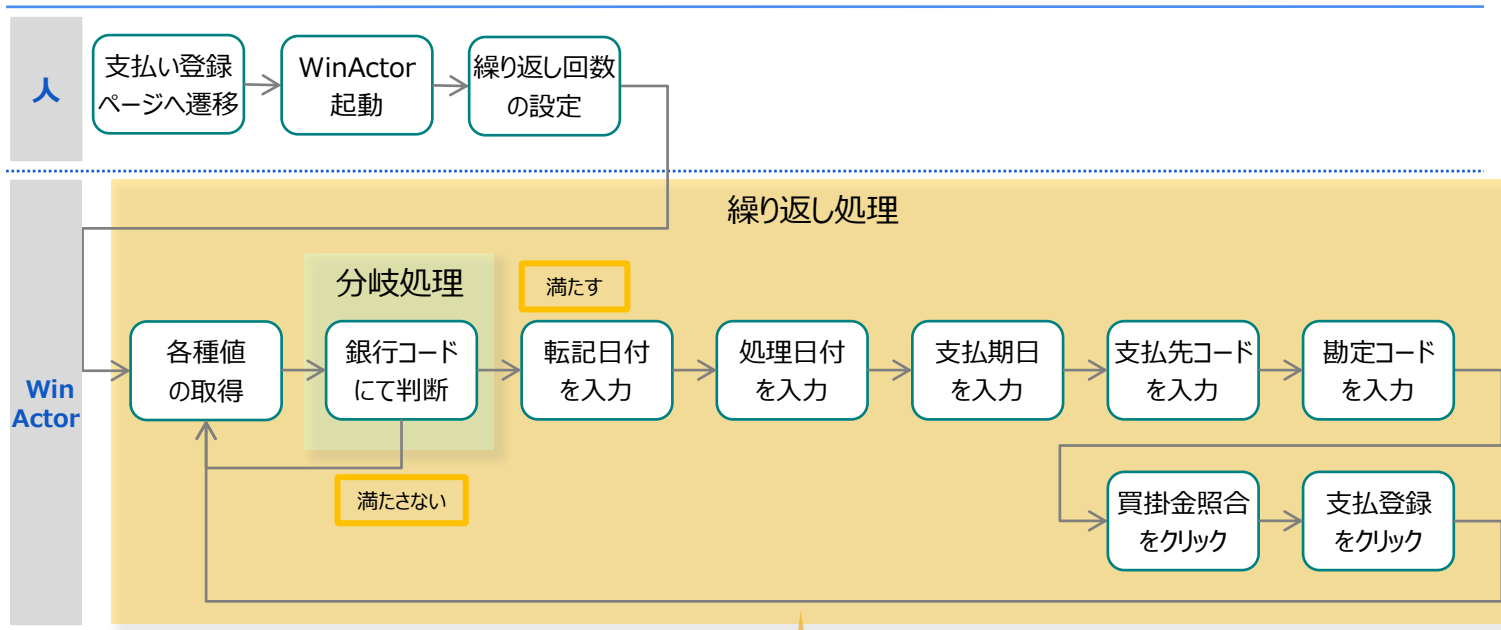 人
支払い登録
ページへ遷移
WinActor
起動
繰り返し回数
の設定
Win
Actor
繰り返し処理
分岐処理
満たす
各種値
の取得
銀行コード
にて判断
転記日付
を入力
処理日付
を入力
支払期日
を入力
支払先コード
を入力
勘定コード
を入力
満たさない
買掛金照合
をクリック
支払登録
をクリック